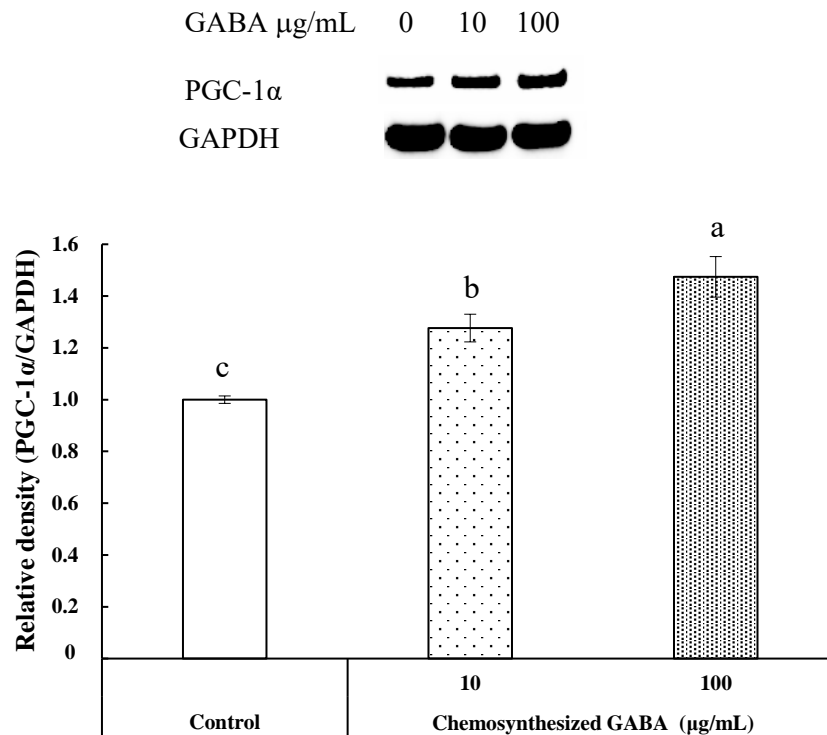 GABA μg/mL 0 10 100
PGC-1α
GAPDH
Relative density (PGC-1α/GAPDH)
1.6
1.4
1.2
1.0
0.8
0.6
0.4
0.2
0
c
b
a
10 100
Control Chemosynthesized GABA (μg/mL)